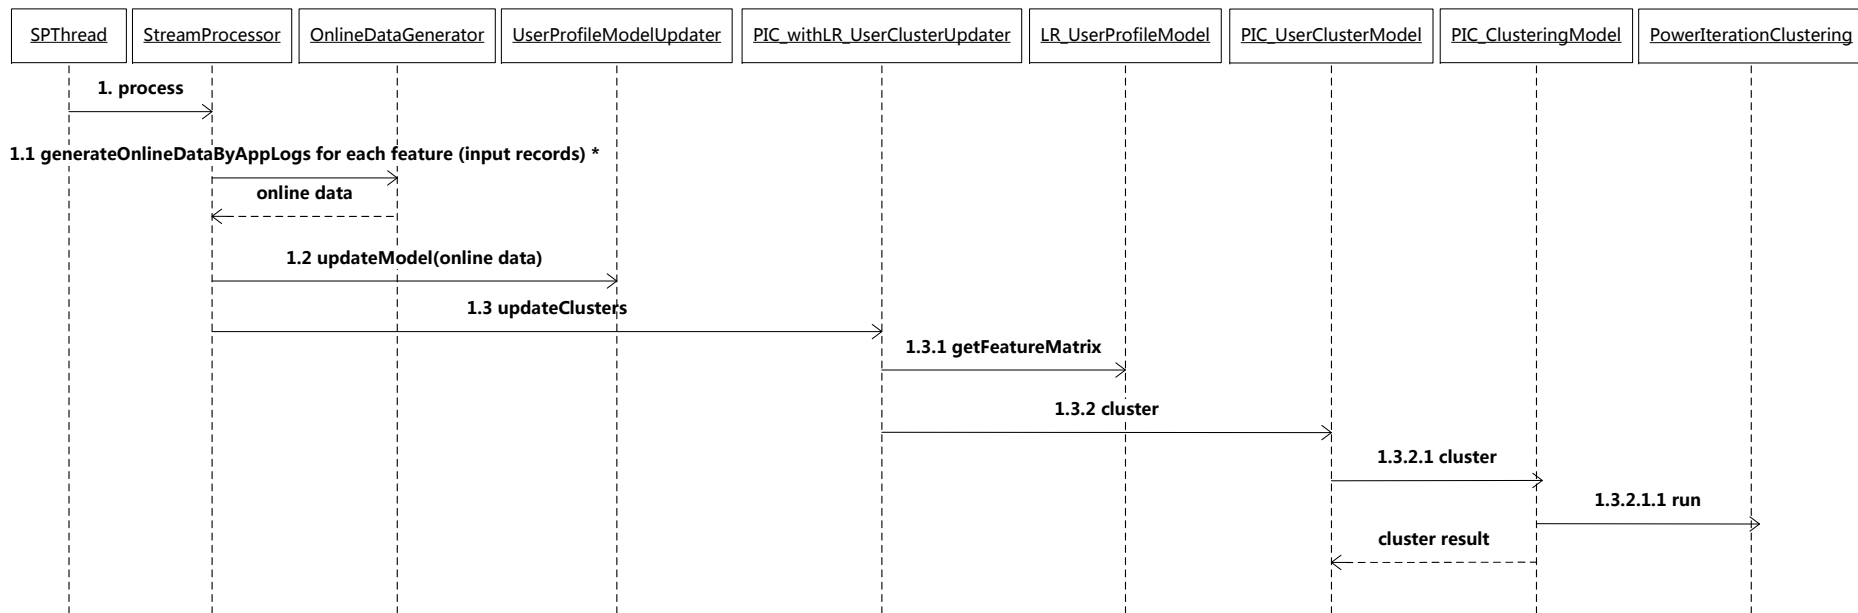 SPThread
StreamProcessor
OnlineDataGenerator
UserProfileModelUpdater
PIC_withLR_UserClusterUpdater
LR_UserProfileModel
PIC_UserClusterModel
PIC_ClusteringModel
PowerIterationClustering
1. process
1.1 generateOnlineDataByAppLogs for each feature (input records) *
online data
1.2 updateModel(online data)
1.3 updateClusters
1.3.1 getFeatureMatrix
1.3.2 cluster
1.3.2.1 cluster
1.3.2.1.1 run
cluster result